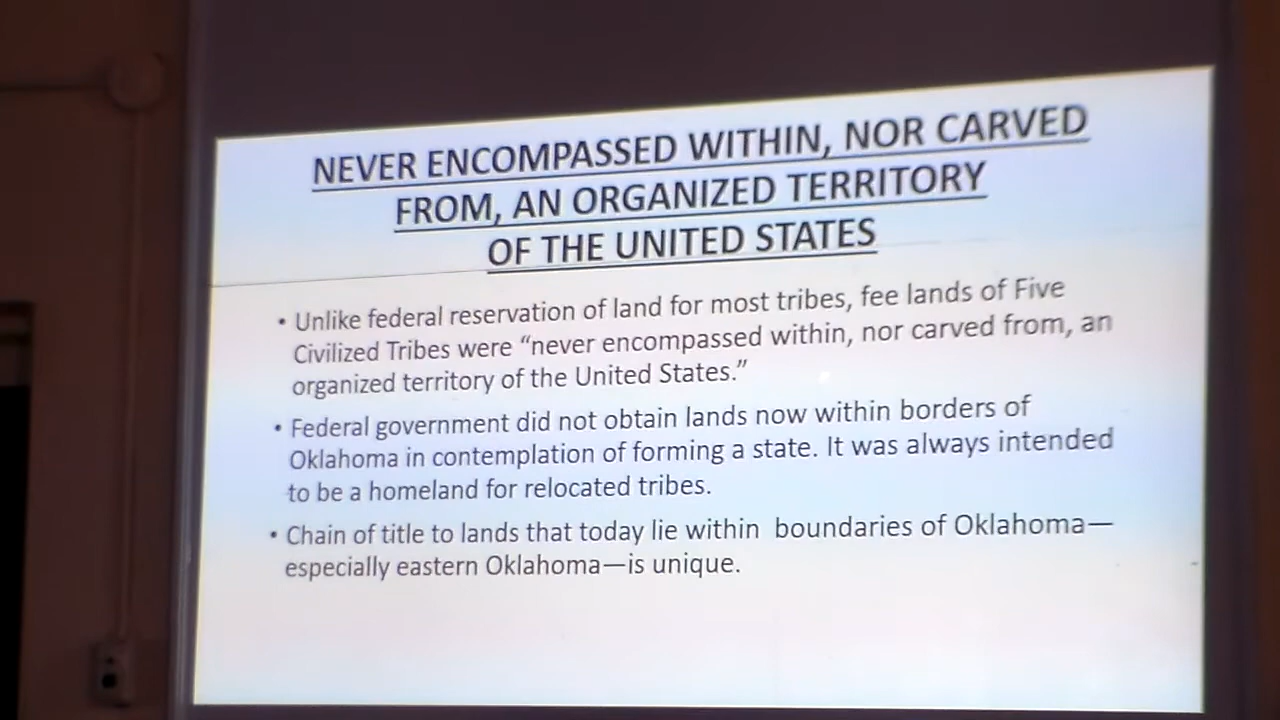 NEVER ENCOMPASSED WITHIN, NOR CARVED
FROM, AN ORGANIZED TERRITORY
OF THE UNITED STATES
• Unlike federal reservation of land for most tribes, fee lands of Five
Civilized Tribes were “never encompassed within, nor carved from, an
organized territory of the United States.”
• Federal government did not obtain lands now within borders of
Oklahoma in contemplation of forming a state. It was always intended
to be a homeland for relocated tribes.
• Chain of title to lands that today lie within boundaries of Oklahoma—
especially eastern Oklahoma—is unique.